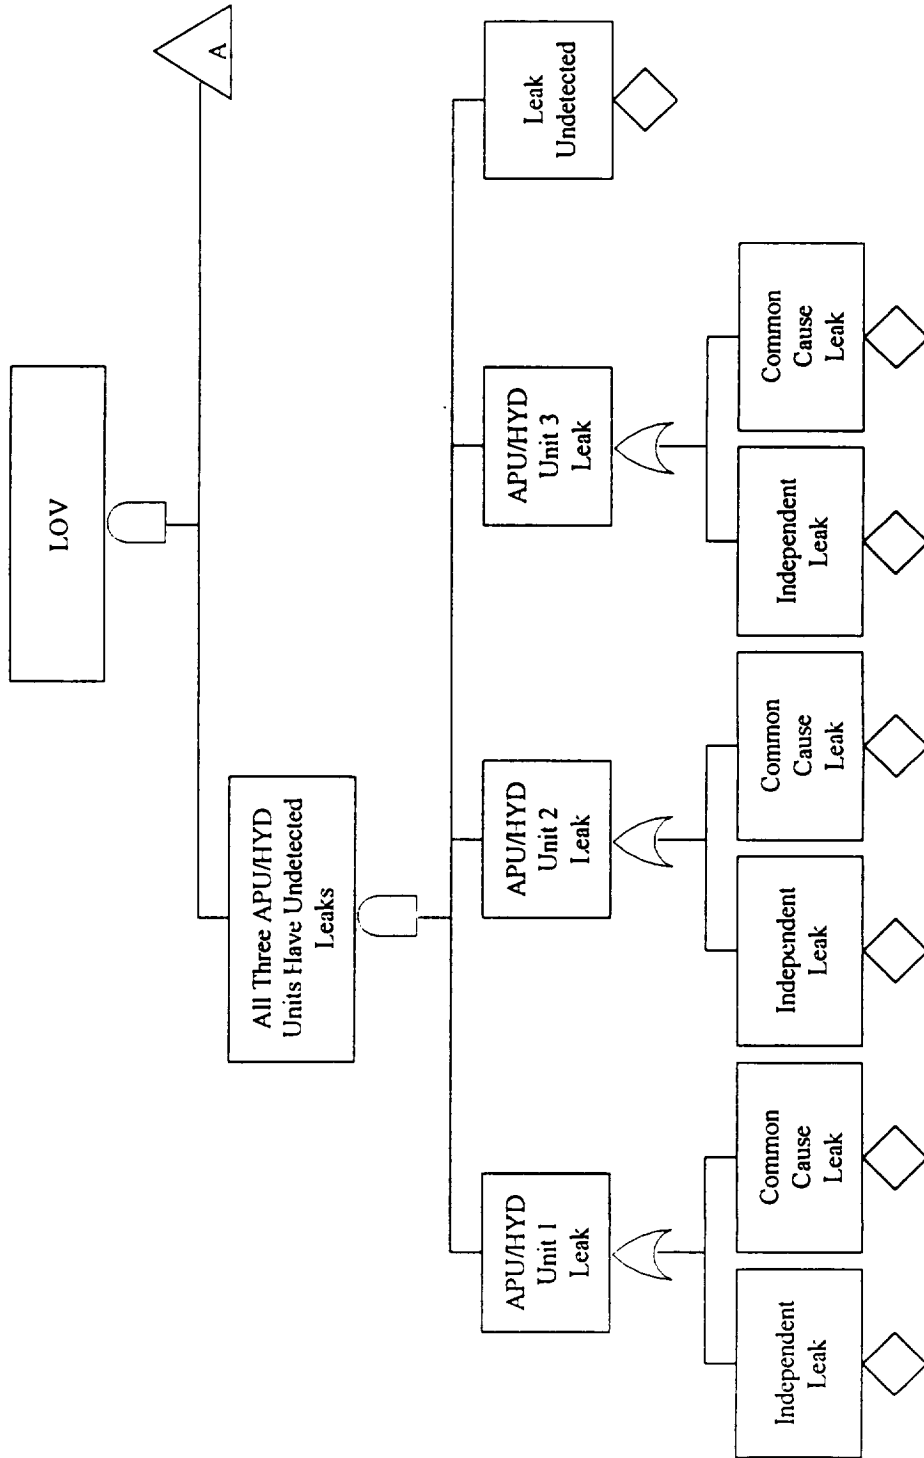 LOV
A
All Three APU/HYD
Units Have Undetected
Leaks
APU/HYD
Unit 1
Leak
APU/HYD
Unit 2
Leak
APU/HYD
Unit 3
Leak
Leak
Undetected
Independent
Leak
Common
Cause
Leak
Independent
Leak
Common
Cause
Leak
Independent
Leak
Common
Cause
Leak